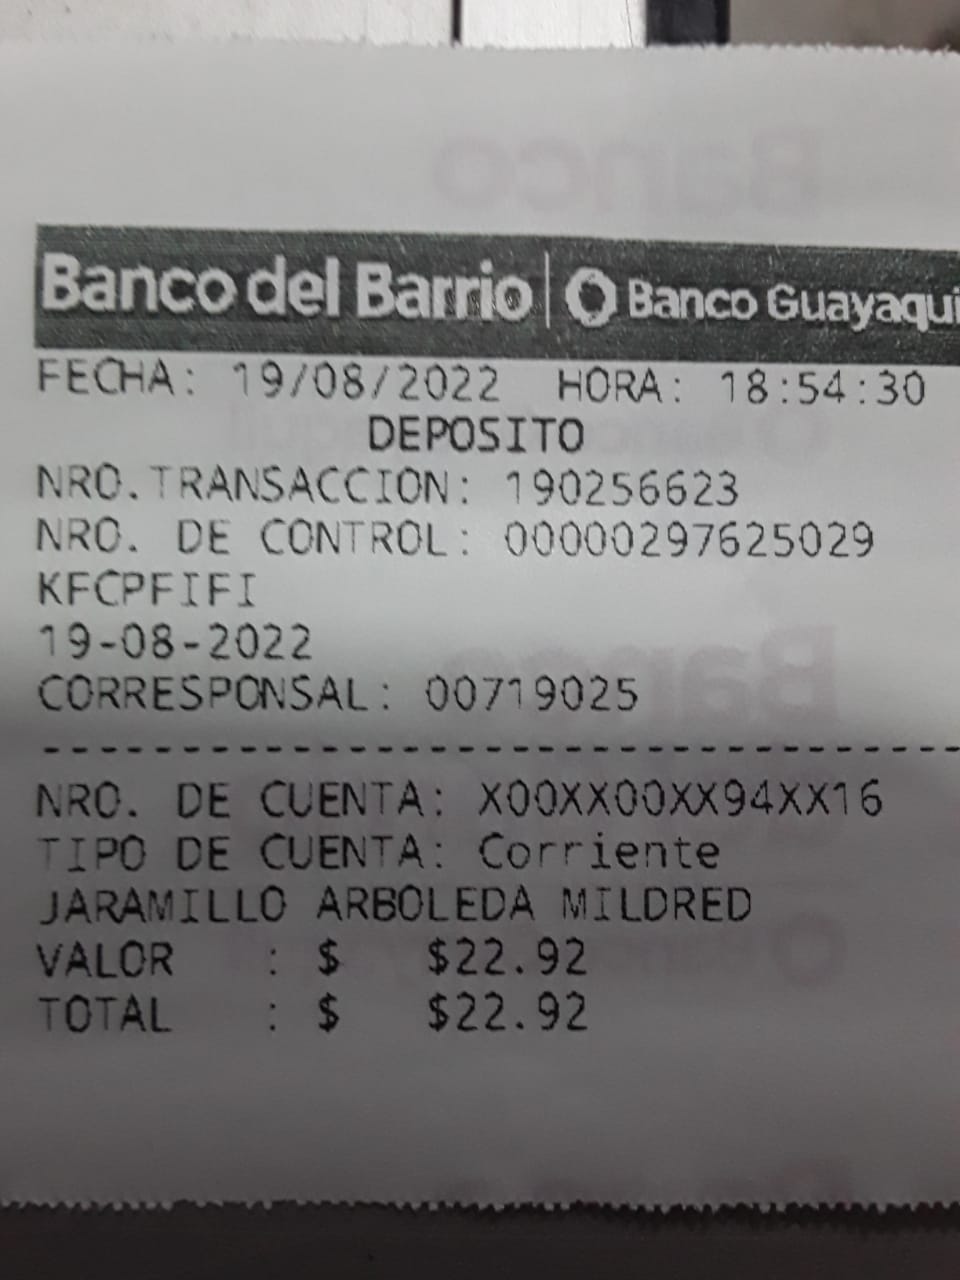 Banco del Barrio | Banco Guayaqui
FECHA: 19/08/2022 HORA: 18:54:30
DEPOSITO
NRO.TRANSACCION: 190256623
NRO. DE CONTROL: 00000297625029
KFCPFIFI
19-08-2022
CORRESPONSAL: 00719025
---------------------------------
NRO. DE CUENTA: X00XX00XX94XX16
TIPO DE CUENTA: Corriente
JARAMILLO ARBOLEDA MILDRED
VALOR : $ $22.92
TOTAL : $ $22.92